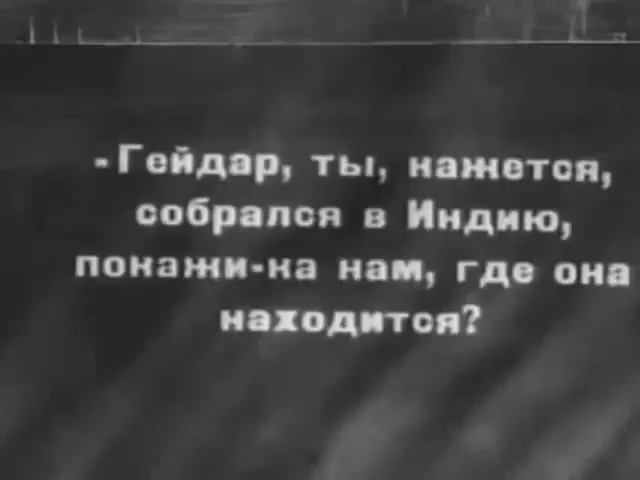 - Гейдар, ты, кажется,
собрался в Индию,
покажи-ка нам, где она
находится?